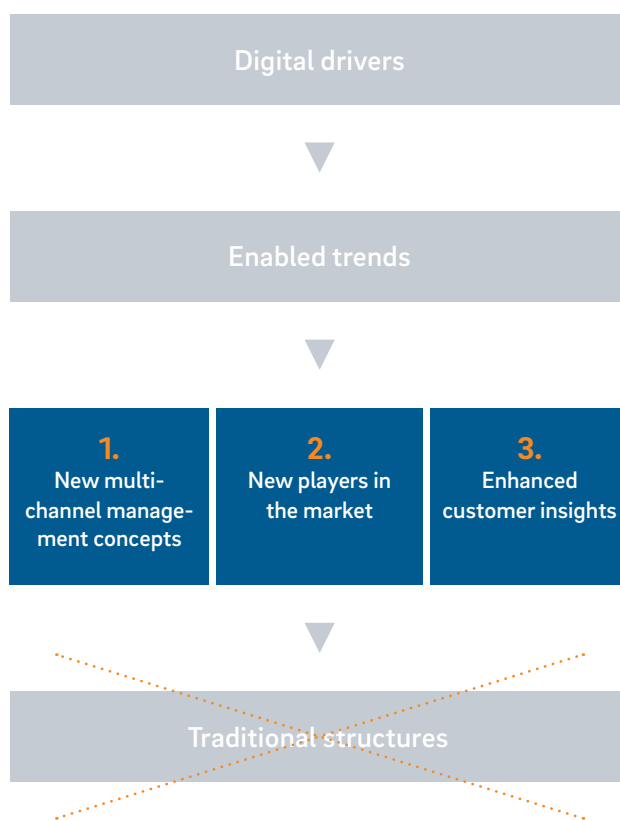 Digital drivers
Enabled trends
1.
New multi-
channel manage-
ment concepts
2.
New players in
the market
3.
Enhanced
customer insights
Traditional structures